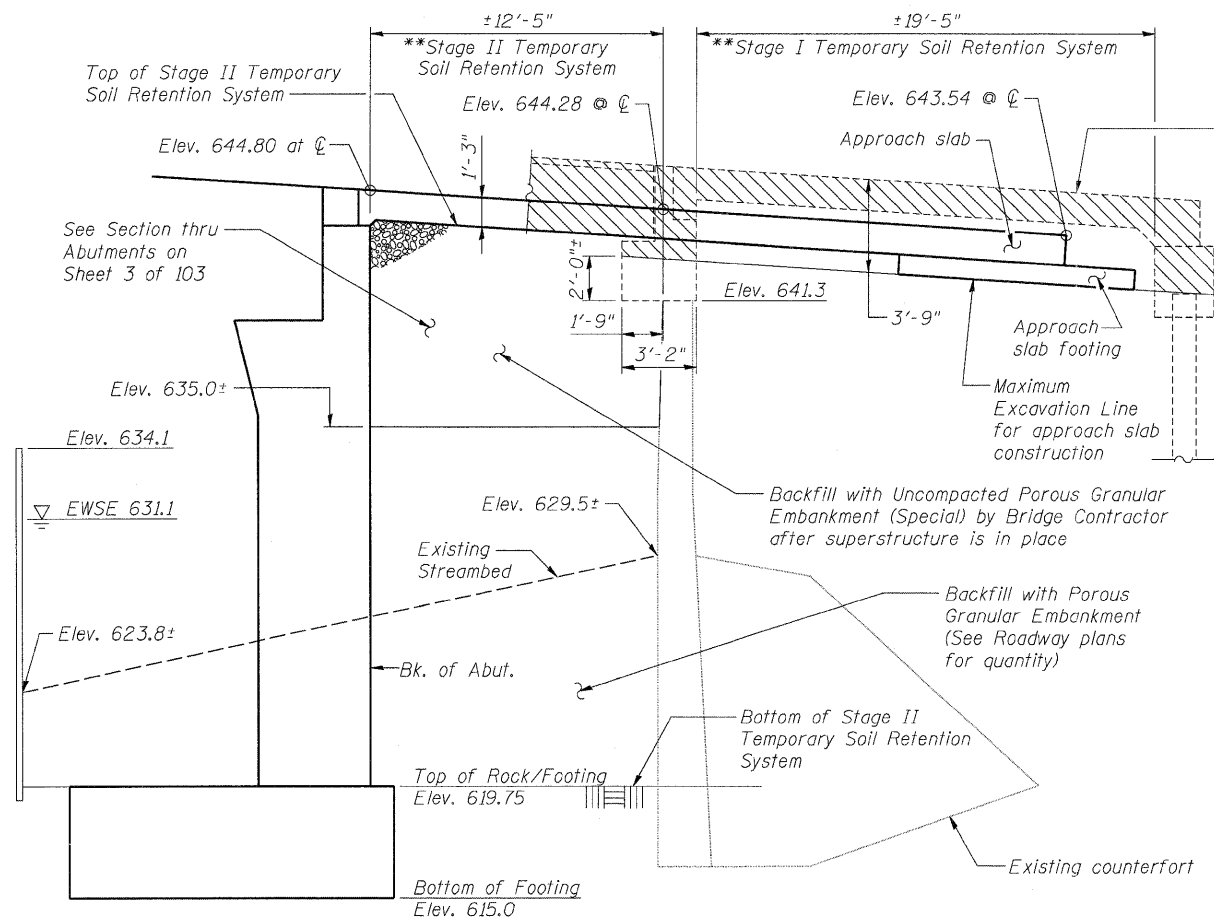 ±12'-5"
**Stage II Temporary
Soil Retention System
±19'-5"
**Stage I Temporary Soil Retention System
Top of Stage II Temporary
Soil Retention System
Elev. 644.28 @ ℄
Elev. 643.54 @ ℄
Elev. 644.80 at ℄
1'-3"
Approach slab
See Section thru
Abutments on
Sheet 3 of 103
2'-0"±
Elev. 641.3
1'-9"
3'-2"
3'-9"
Approach
slab footing
Elev. 635.0±
Maximum
Excavation Line
for approach slab
construction
Elev. 634.1
EWSE 631.1
Elev. 629.5±
Backfill with Uncompacted Porous Granular
Embankment (Special) by Bridge Contractor
after superstructure is in place
Existing
Streambed
Backfill with Porous
Granular Embankment
(See Roadway plans
for quantity)
Elev. 623.8±
Bk. of Abut.
Bottom of Stage II
Temporary Soil Retention
System
Top of Rock/Footing
Elev. 619.75
Existing counterfort
Bottom of Footing
Elev. 615.0